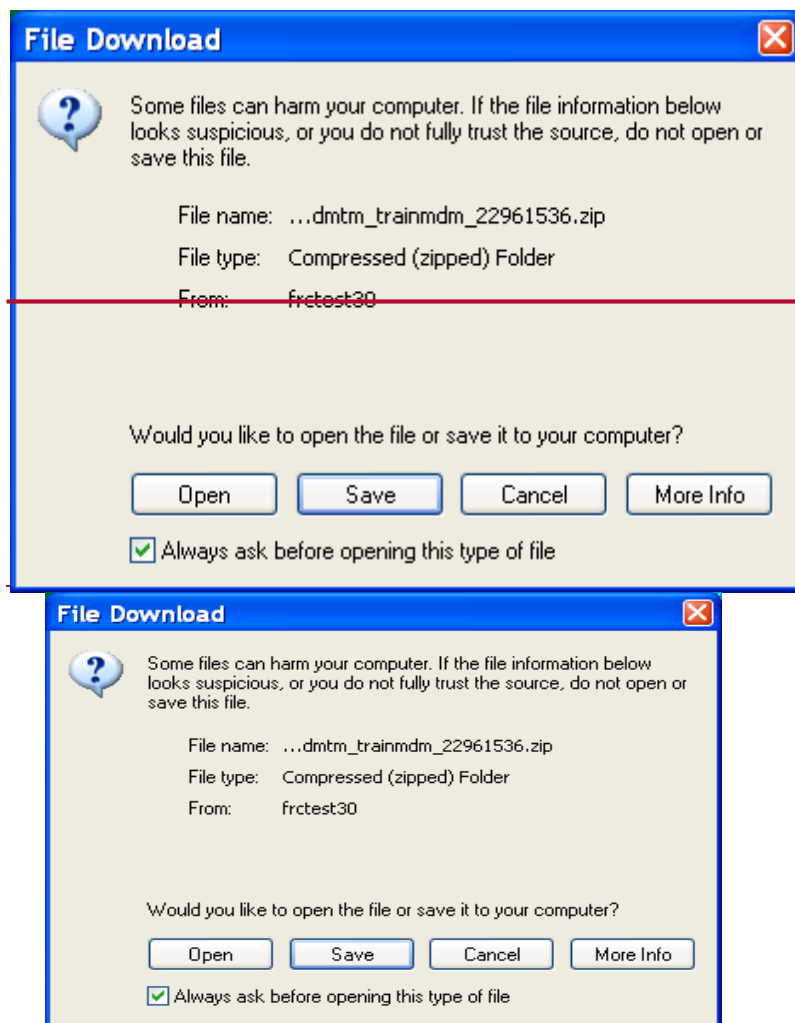 File Download
Some files can harm your computer. If the file information below
looks suspicious, or you do not fully trust the source, do not open or
save this file.
File name: ...dmtm_trainmdm_22961536.zip
File type: Compressed (zipped) Folder
From: frctest30
Would you like to open the file or save it to your computer?
Open Save Cancel More Info
Always ask before opening this type of file
File Download
Some files can harm your computer. If the file information below
looks suspicious, or you do not fully trust the source, do not open or
save this file.
File name: ...dmtm_trainmdm_22961536.zip
File type: Compressed (zipped) Folder
From: frctest30
Would you like to open the file or save it to your computer?
Open Save Cancel More Info
Always ask before opening this type of file